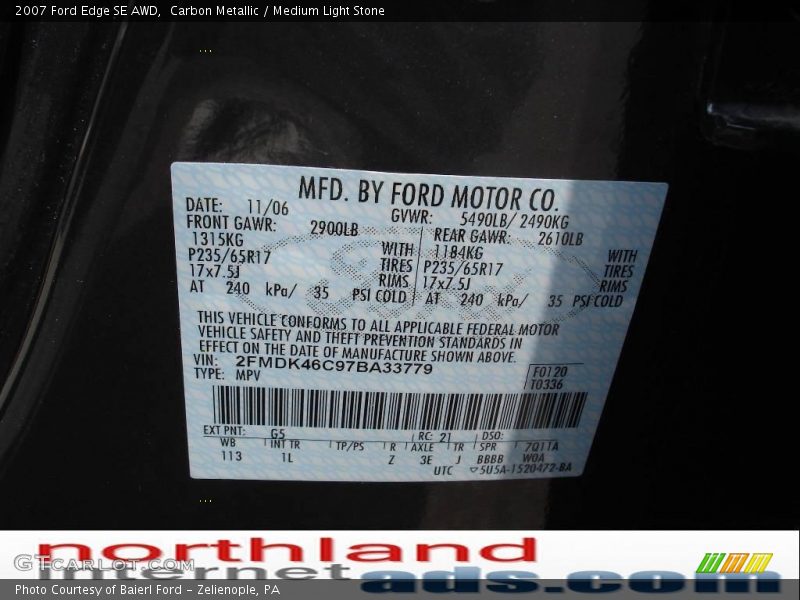 2007 Ford Edge SE AWD,  Carbon Metallic / Medium Light Stone
MFD. BY FORD MOTOR CO.
DATE: 11/06 GVWR: 5490LB/ 2490KG
FRONT GAWR: 2900LB REAR GAWR: 2610LB
1315KG WITH 1184KG WITH
P235/65R17 TIRES P235/65R17 TIRES
17x7.5J RIMS 17x7.5J RIMS
AT 240 kPa/ 35 PSI COLD AT 240 kPa/ 35 PSI COLD
THIS VEHICLE CONFORMS TO ALL APPLICABLE FEDERAL MOTOR
VEHICLE SAFETY AND THEFT PREVENTION STANDARDS IN
EFFECT ON THE DATE OF MANUFACTURE SHOWN ABOVE.
VIN: 2FMDK46C97BA33779 F0120
TYPE: MPV T0336
EXT PNT: G5 RC: 21 DSO:
WB INT TR TP/PS R AXLE TR SPR 7Q11A
113 1L Z 3E J BBBB W0A
UTC 5U5A-1520472-BA
northland
internet
ads.com
GTCARLOT.COM
Photo Courtesy of Baierl Ford - Zelienople, PA